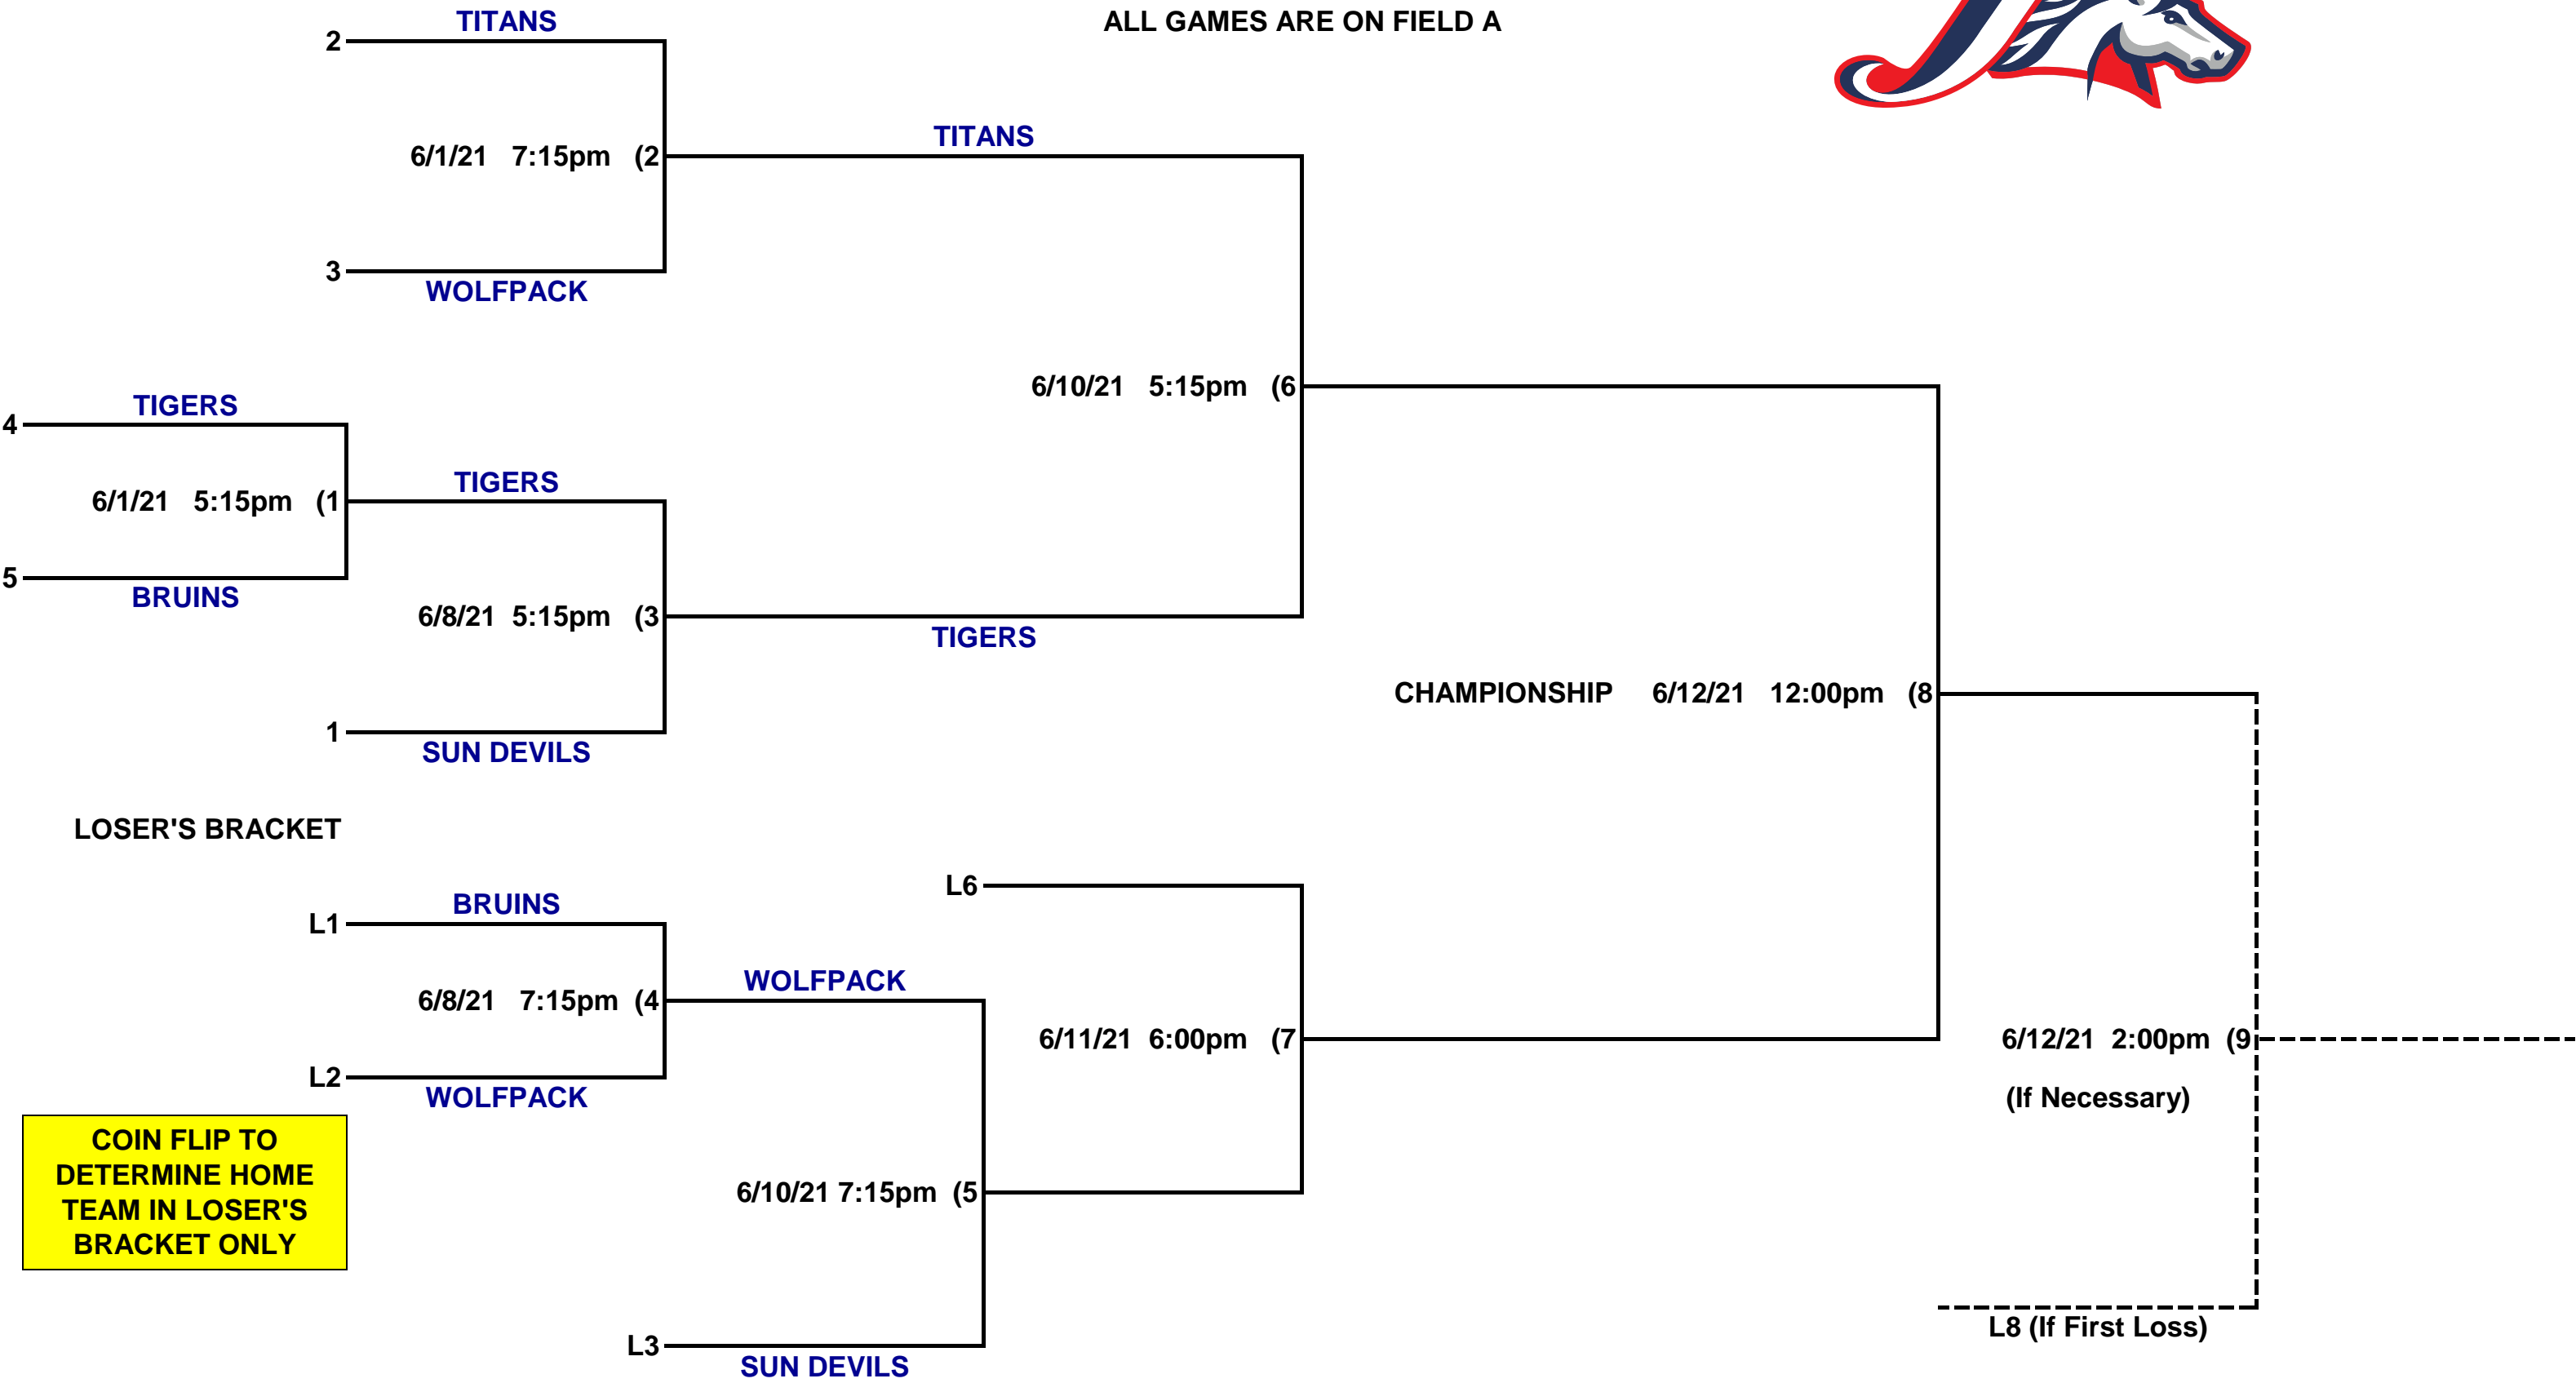 TITANS
ALL GAMES ARE ON FIELD A
2
6/1/21 7:15pm (2
TITANS
3
WOLFPACK
6/10/21 5:15pm (6
TIGERS
4
6/1/21 5:15pm (1
TIGERS
5
BRUINS
6/8/21 5:15pm (3
TIGERS
CHAMPIONSHIP 6/12/21 12:00pm (8
1
SUN DEVILS
LOSER'S BRACKET
L6
BRUINS
L1
WOLFPACK
6/8/21 7:15pm (4
6/11/21 6:00pm (7
6/12/21 2:00pm (9
(If Necessary)
L2
WOLFPACK
COIN FLIP TO
DETERMINE HOME
TEAM IN LOSER'S
BRACKET ONLY
6/10/21 7:15pm (5
L8 (If First Loss)
L3
SUN DEVILS